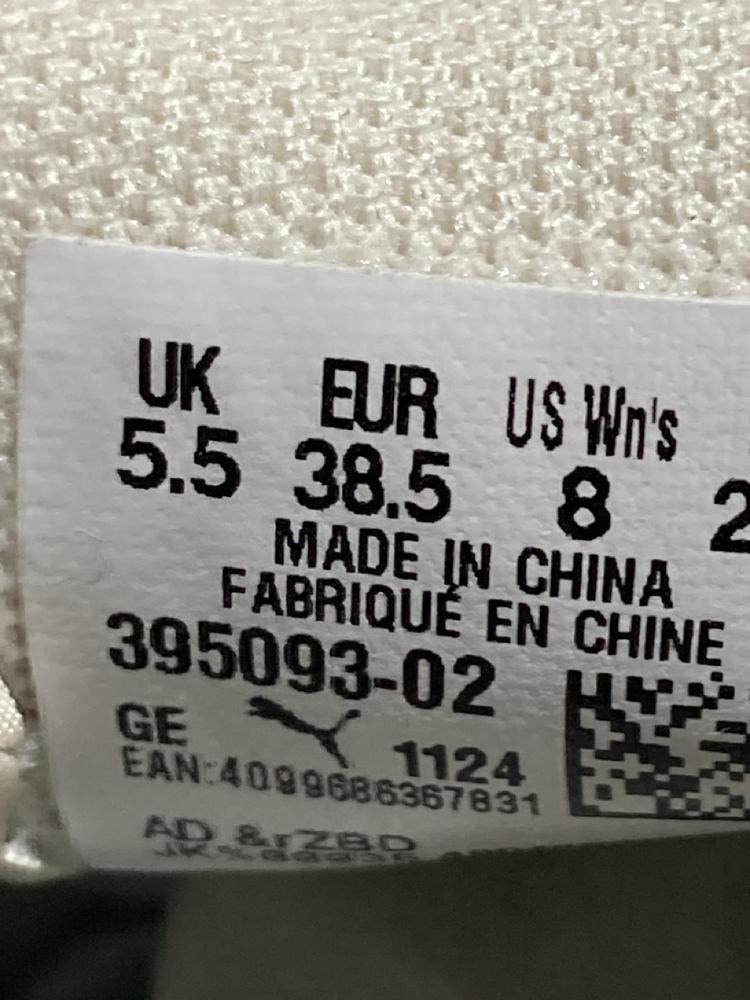 UK EUR US Wn's
5.5 38.5 8 2
MADE IN CHINA
FABRIQUÉ EN CHINE
395093-02
GE 1124
EAN:4099686367831
AD &rZBD